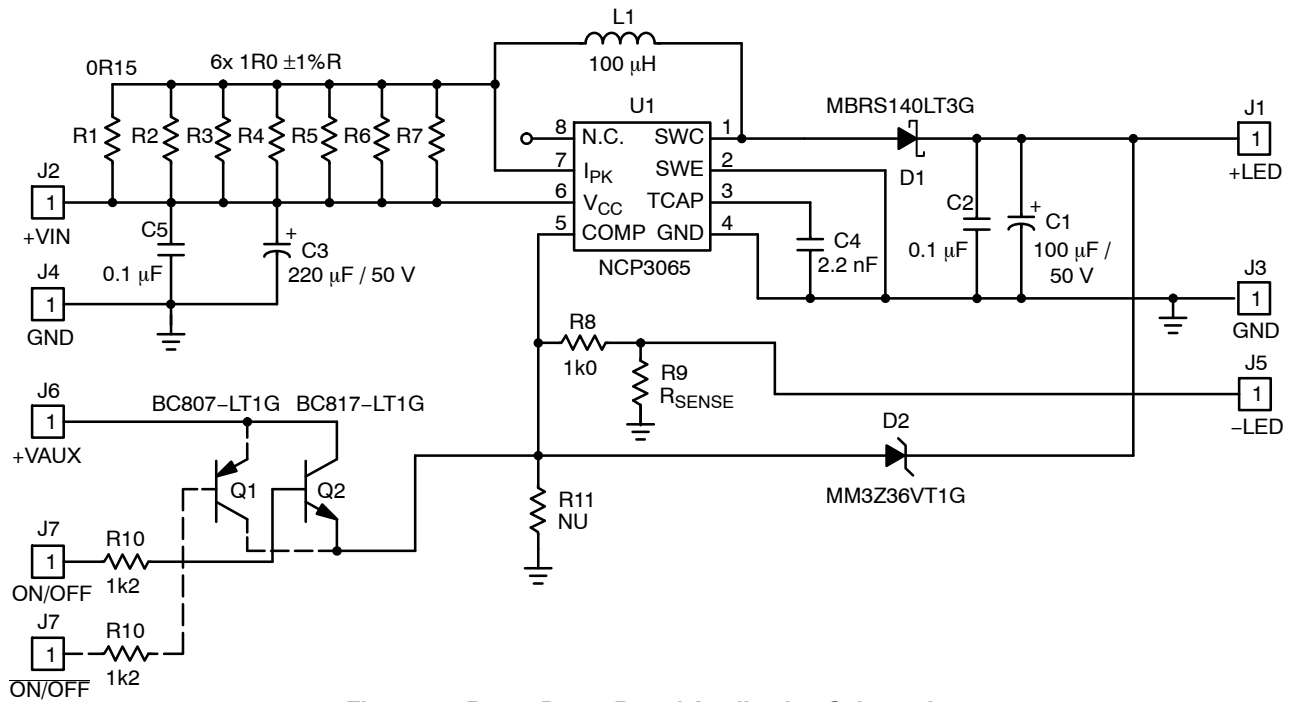 L1
100 μH
0R15
6x 1R0 ±1%R
U1
MBRS140LT3G
J1
1
+LED
R1
R2
R3
R4
R5
R6
R7
8
N.C.
SWC
1
7
IPK
SWE
2
6
VCC
TCAP
3
5
COMP
GND
4
NCP3065
D1
J2
1
+VIN
C5
0.1 μF
+
C3
220 μF / 50 V
C4
2.2 nF
C2
0.1 μF
+
C1
100 μF /
50 V
J4
1
GND
J3
1
GND
R8
1k0
R9
RSENSE
J5
1
−LED
J6
1
+VAUX
BC807−LT1G
BC817−LT1G
Q1
Q2
D2
MM3Z36VT1G
R11
NU
J7
1
ON/OFF
R10
1k2
J7
1
ON/OFF
R10
1k2